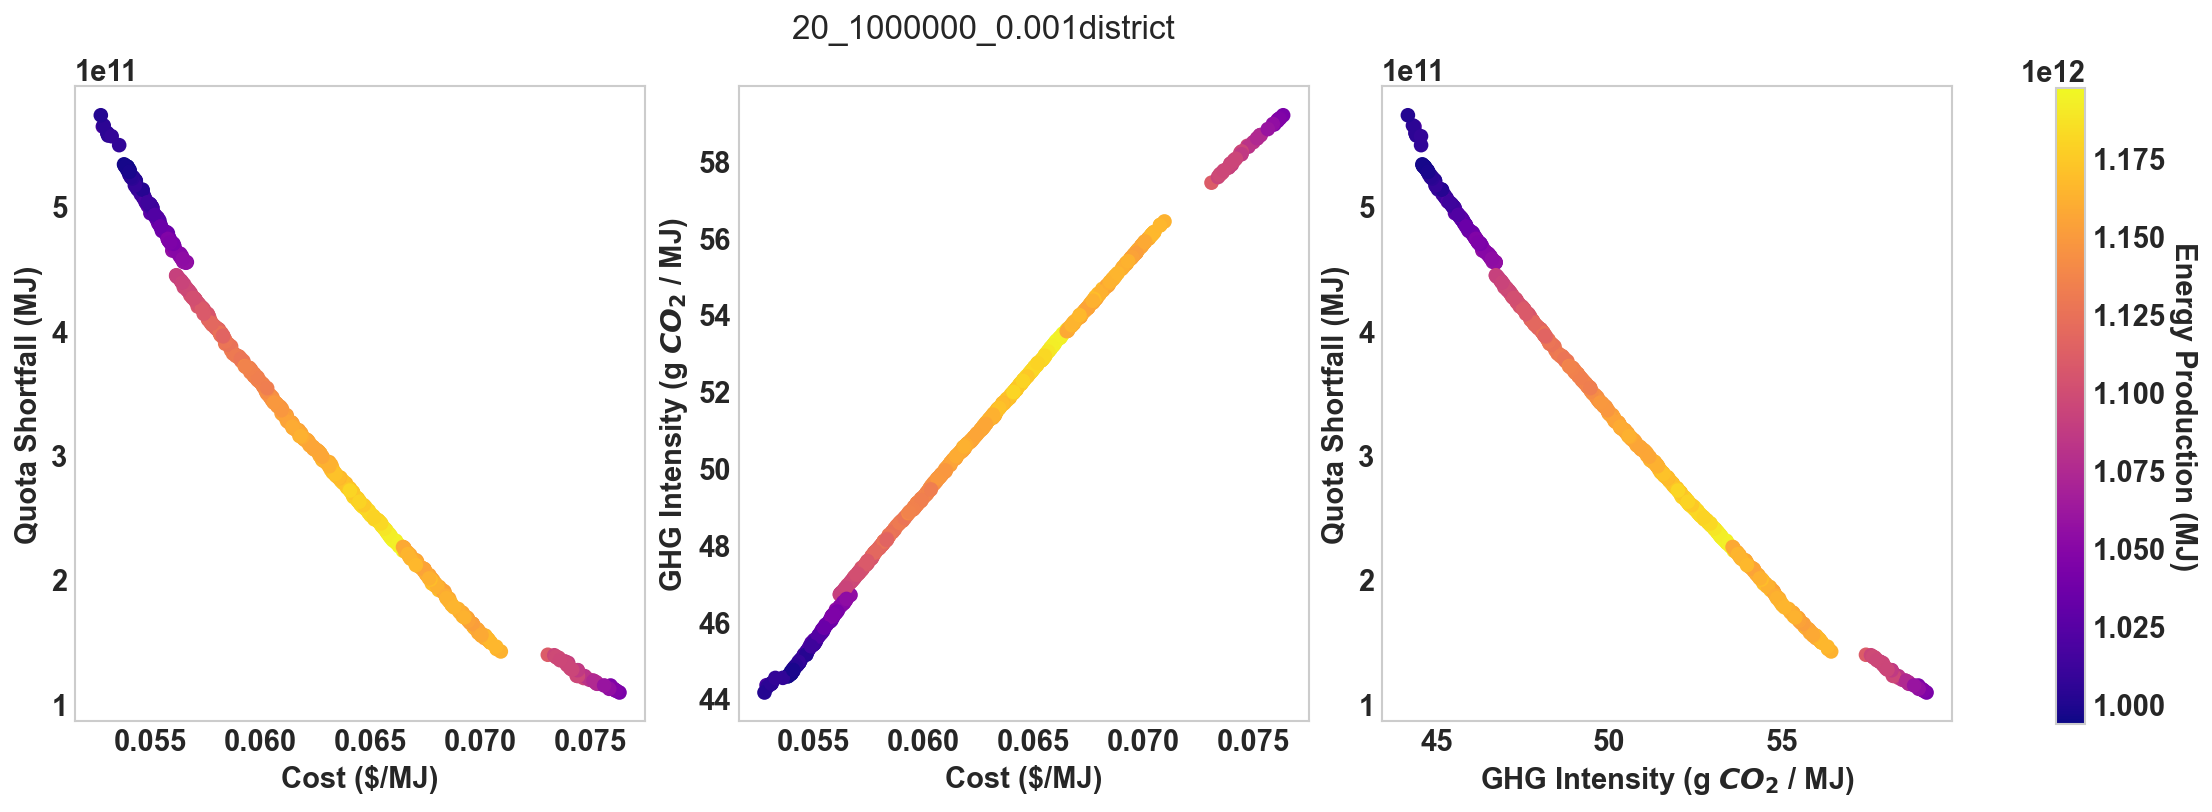 20_1000000_0.001district
1e11
5
4
3
2
1
Quota Shortfall (MJ)
0.055 0.060 0.065 0.070 0.075
Cost ($/MJ)
58
56
54
52
50
48
46
44
GHG Intensity (g CO₂ / MJ)
0.055 0.060 0.065 0.070 0.075
Cost ($/MJ)
1e11
5
4
3
2
1
Quota Shortfall (MJ)
45 50 55
GHG Intensity (g CO₂ / MJ)
1e12
1.175
1.150
1.125
1.100
1.075
1.050
1.025
1.000
Energy Production (MJ)